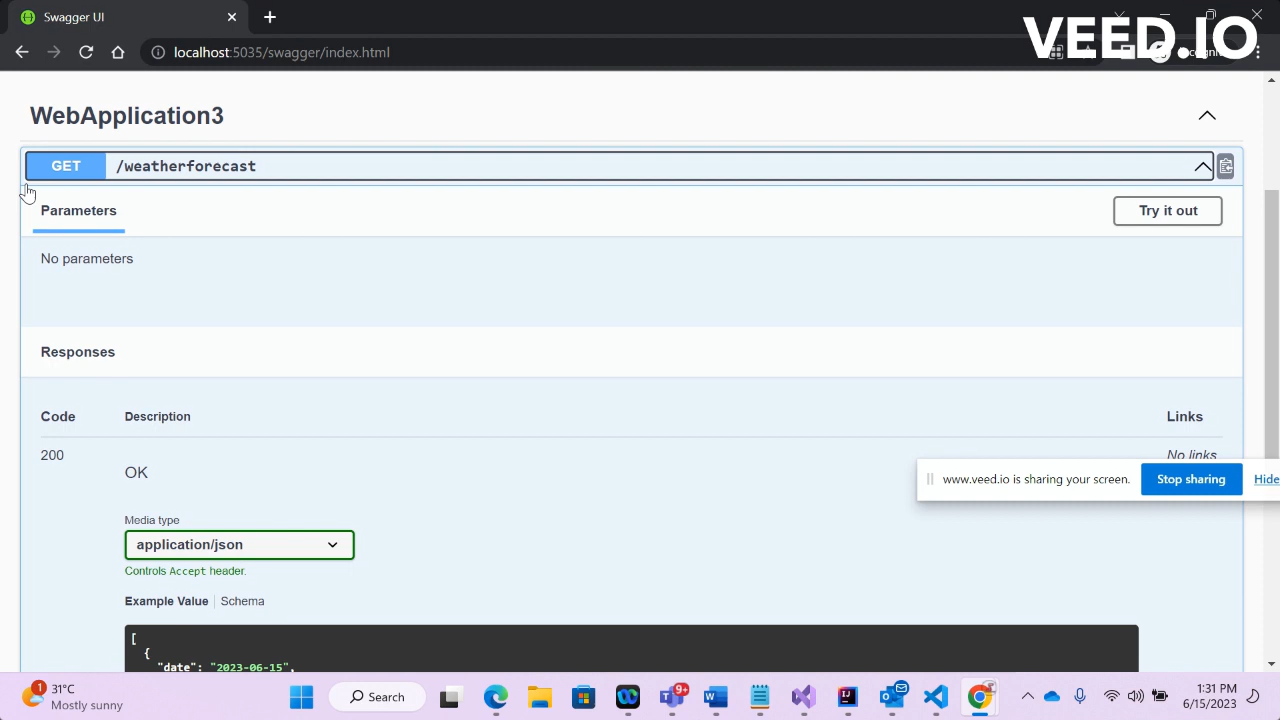 Swagger UI
localhost:5035/swagger/index.html
VEED.IO
WebApplication3
GET /weatherforecast
Parameters
Try it out
No parameters
Responses
Code Description Links
200 No links
OK
www.veed.io is sharing your screen. Stop sharing Hide
Media type
application/json
Controls Accept header.
Example Value Schema
[
{
"date": "2023-06-15",
1 31°C
Mostly sunny
Search
9+
1:31 PM
6/15/2023